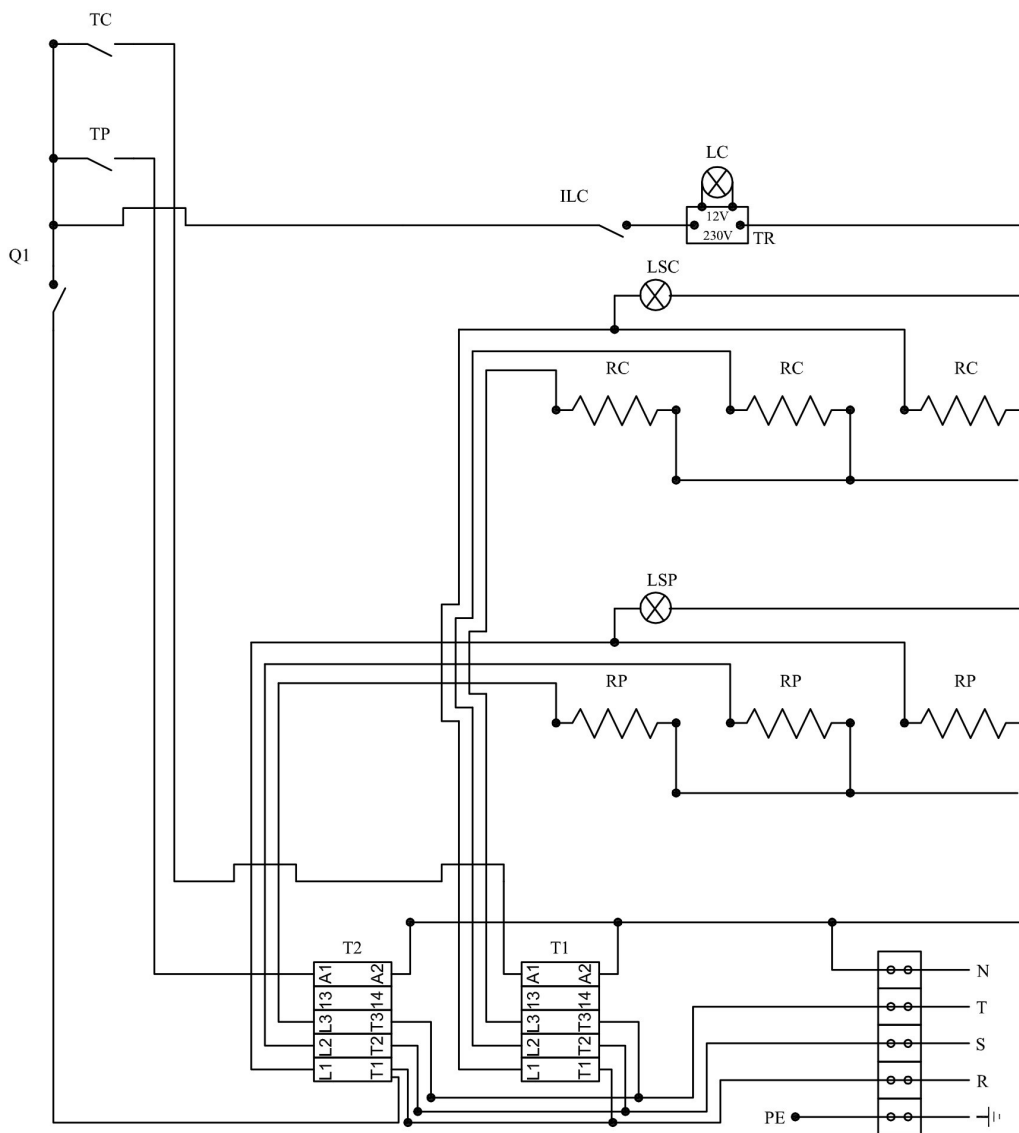 TC
TP
LC
ILC
12V
230V
TR
Q1
LSC
RC RC RC
LSP
RP RP RP
T2 T1
A1 A2 A1 A2 N
13 14 13 14 T
L3 T3 L3 T3
L2 T2 L2 T2 S
L1 T1 L1 T1 R
PE